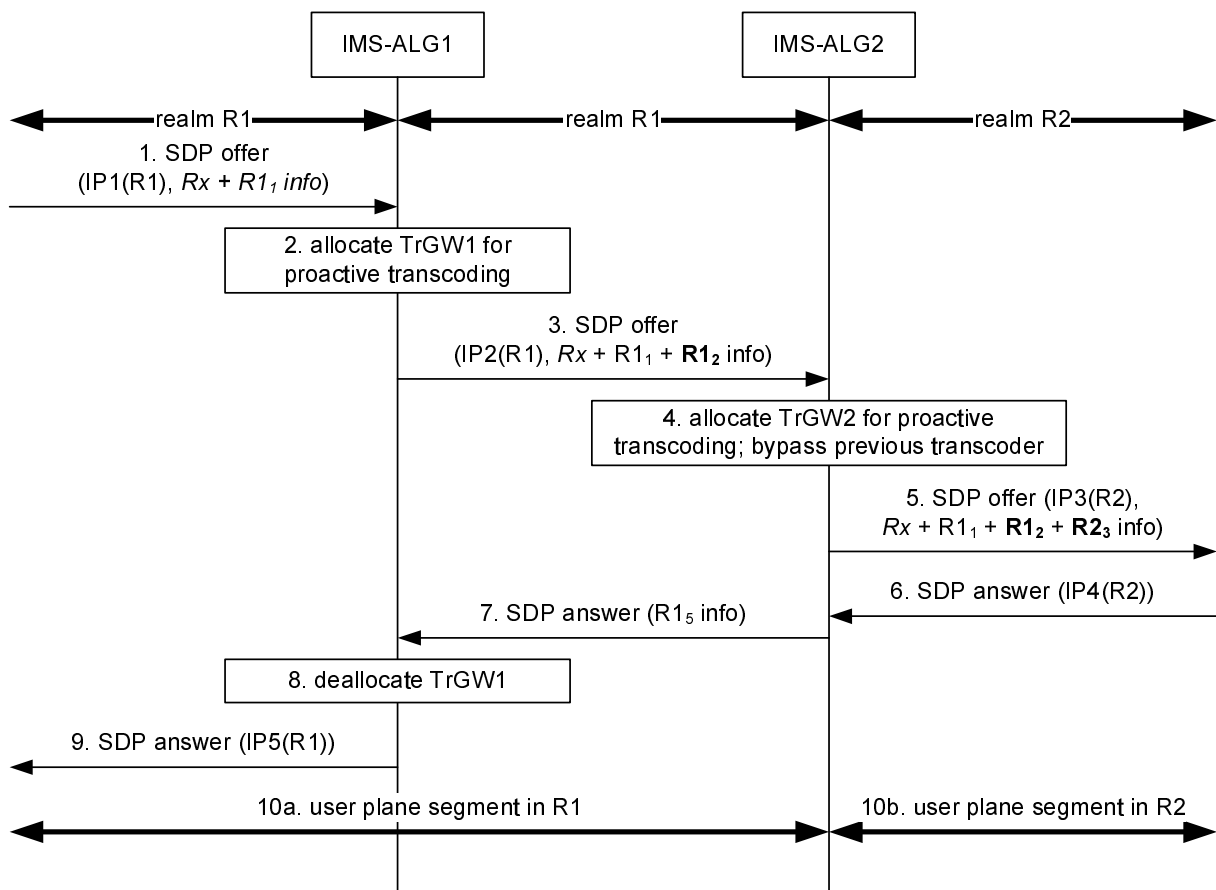 IMS-ALG1
IMS-ALG2
realm R1
realm R1
realm R2
1. SDP offer
(IP1(R1), Rx + R1₁ info)
2. allocate TrGW1 for
proactive transcoding
3. SDP offer
(IP2(R1), Rx + R1₁ + R1₂ info)
4. allocate TrGW2 for proactive
transcoding; bypass previous transcoder
5. SDP offer (IP3(R2),
Rx + R1₁ + R1₂ + R2₃ info)
6. SDP answer (IP4(R2))
7. SDP answer (R1₅ info)
8. deallocate TrGW1
9. SDP answer (IP5(R1))
10a. user plane segment in R1
10b. user plane segment in R2